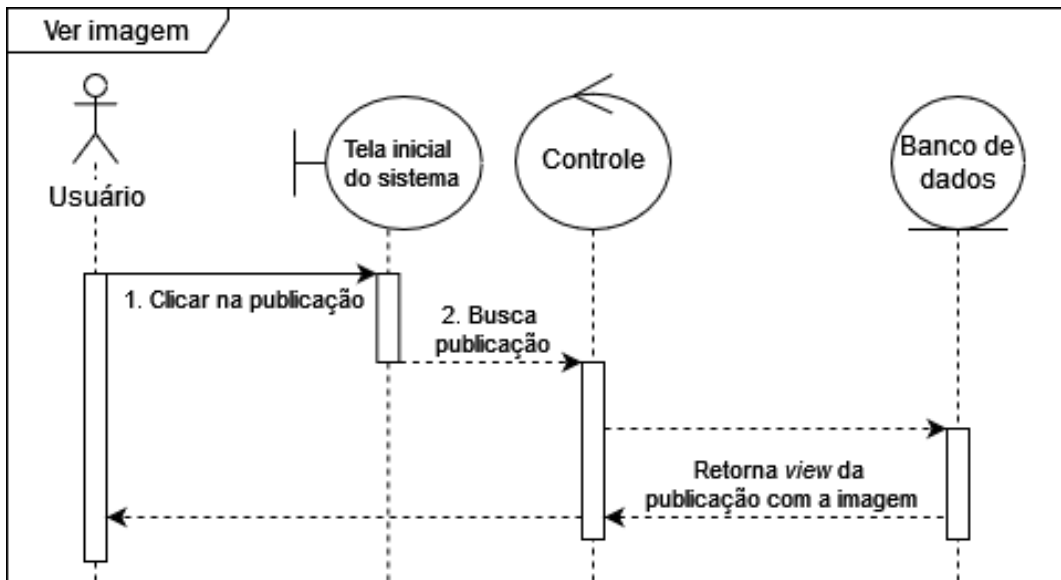 Ver imagem
Usuário
Tela inicial
do sistema
Controle
Banco de
dados
1. Clicar na publicação
2. Busca
publicação
Retorna view da
publicação com a imagem